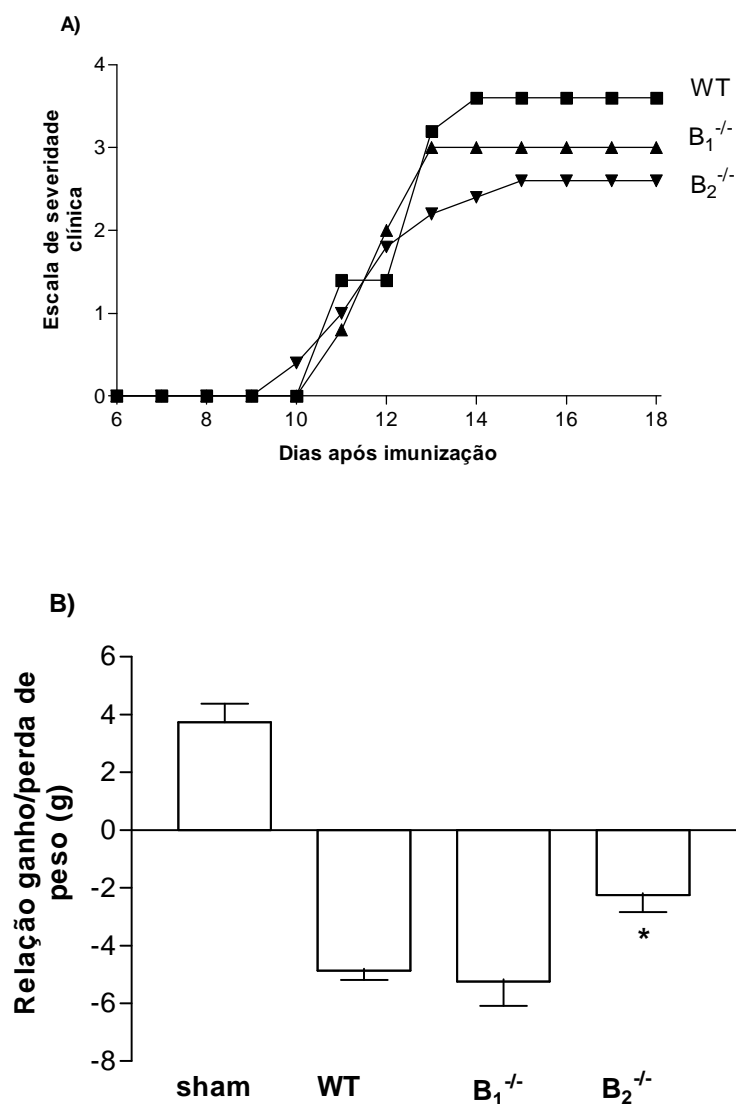 A)
Escala de severidade
clínica
4
3
2
1
0
6 8 10 12 14 16 18
Dias após imunização
WT
B₁⁻/⁻
B₂⁻/⁻
B)
Relação ganho/perda de
peso (g)
6
4
2
0
-2
-4
-6
-8
*
sham WT B₁⁻/⁻ B₂⁻/⁻